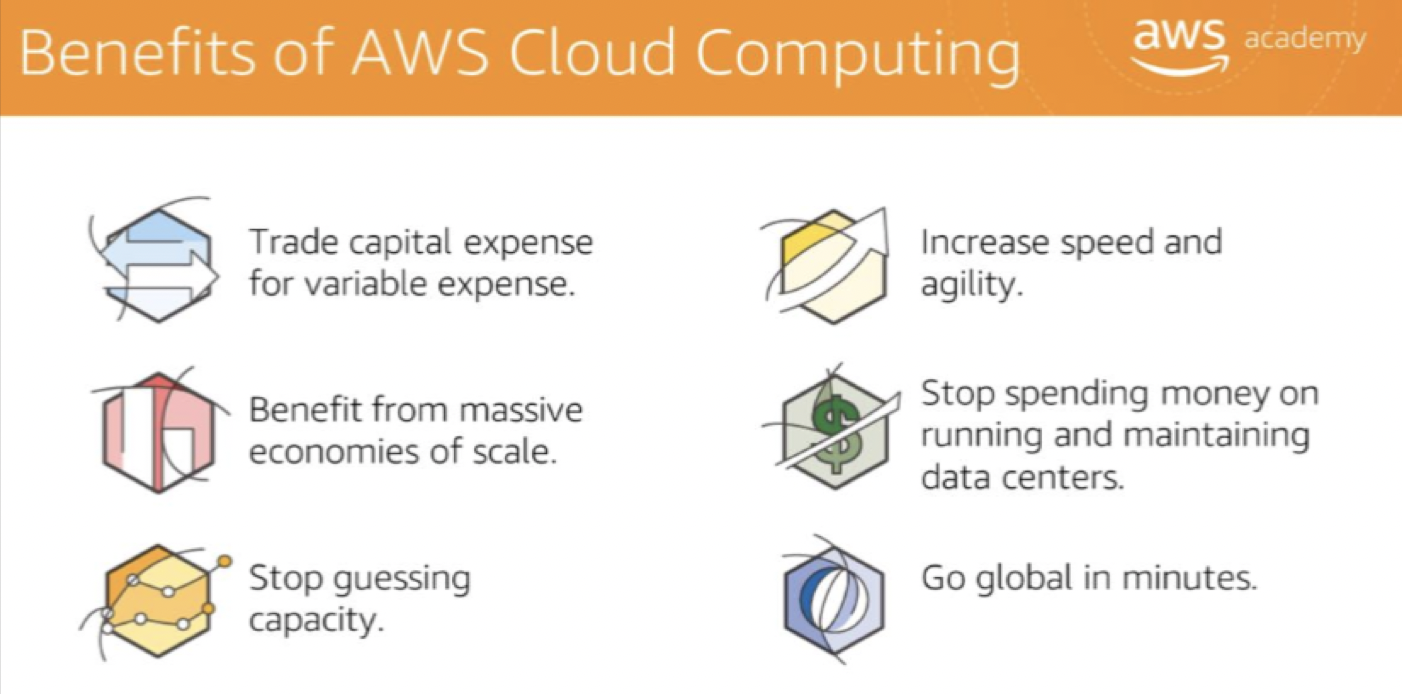 Benefits of AWS Cloud Computing
aws academy
Trade capital expense
for variable expense.
Increase speed and
agility.
Benefit from massive
economies of scale.
Stop spending money on
running and maintaining
data centers.
Stop guessing
capacity.
Go global in minutes.